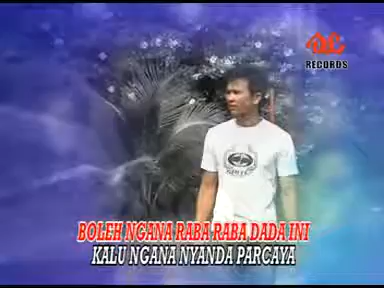 RECORDS
BOLEH NGANA RABA RABA DADA INI
KALU NGANA NYANDA PARCAYA